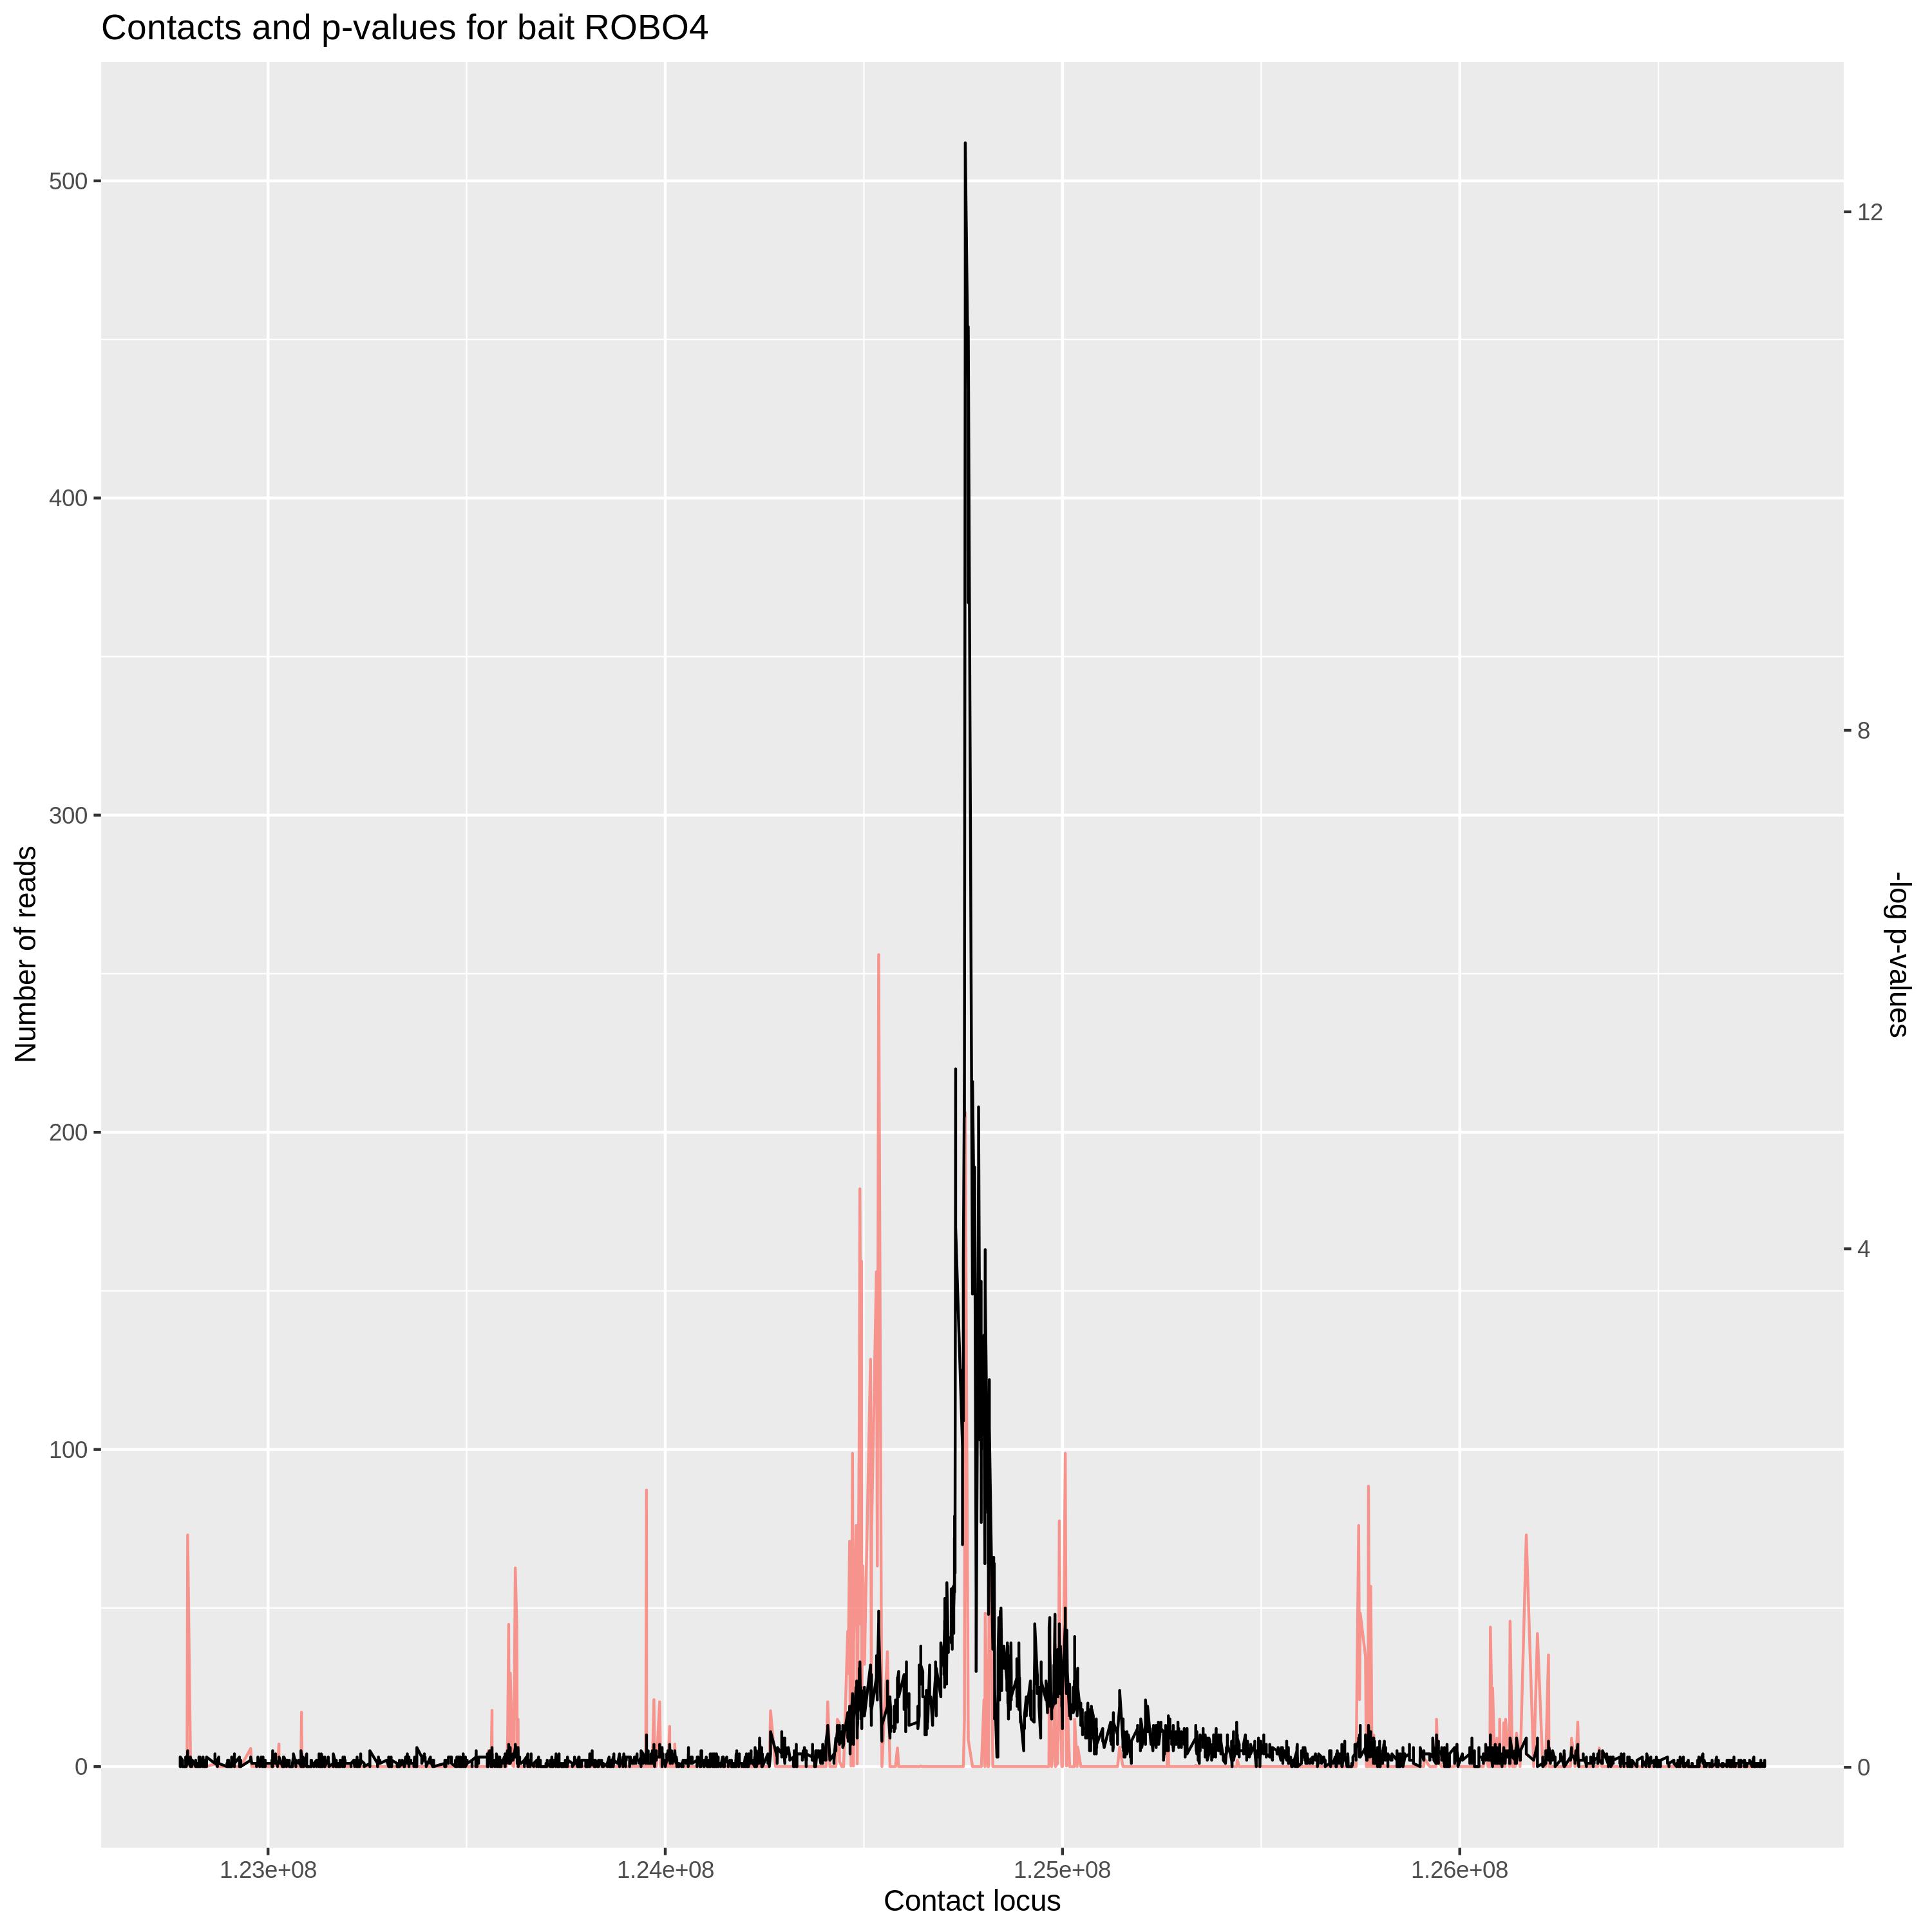 Contacts and p-values for bait ROBO4
500
400
300
200
100
0
Number of reads
12
8
4
0
-log p-values
1.23e+08
1.24e+08
1.25e+08
1.26e+08
Contact locus